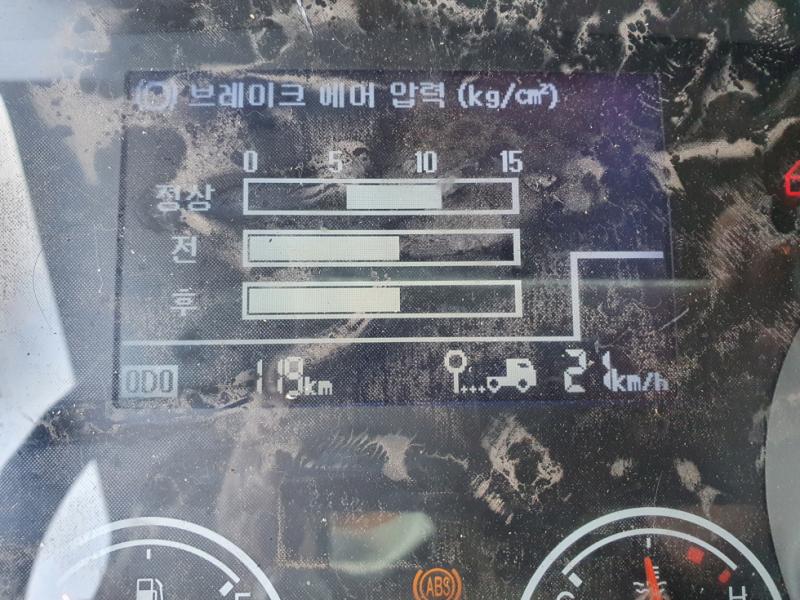 브레이크 에어 압력 (kg/cm²)
0 5 10 15
정상
전
후
ODO 119km 21km/h
ABS
F
C H